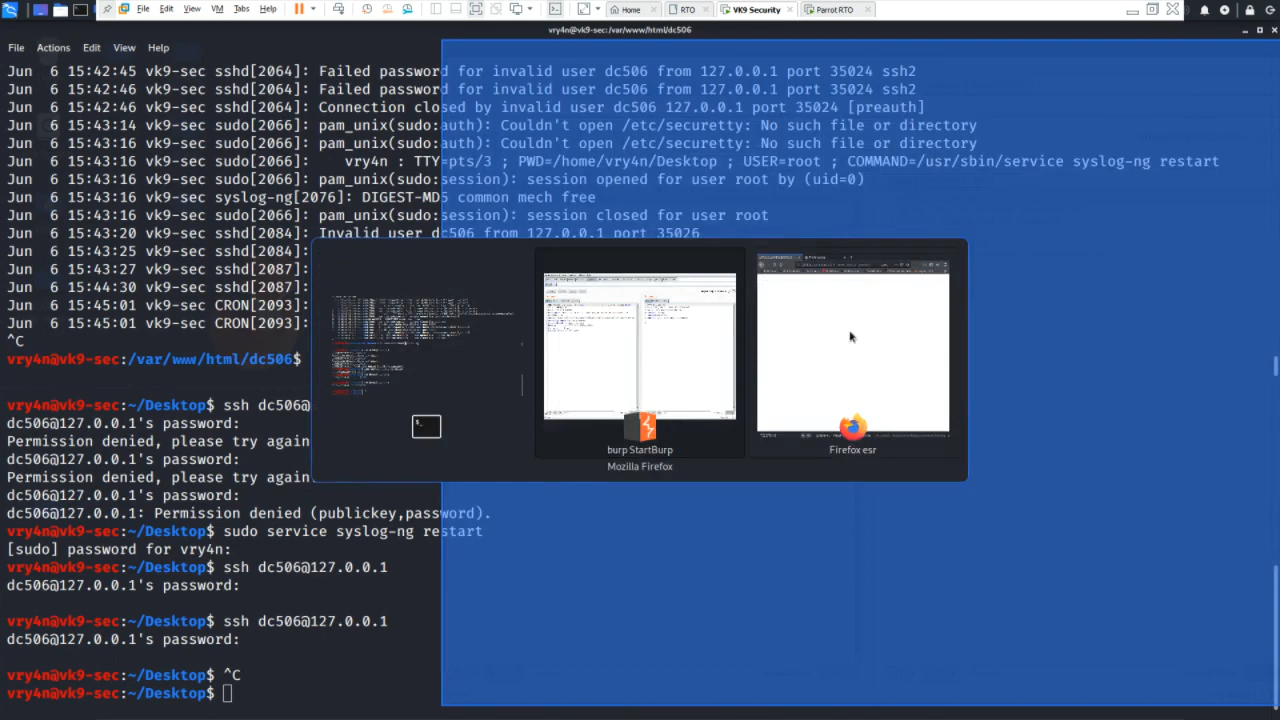 File Edit View VM Tabs Help
Home
RTO
VK9 Security
Parrot RTO
vry4n@vk9-sec:/var/www/html/dc506
File Actions Edit View Help
Jun  6 15:42:45 vk9-sec sshd[2064]: Failed password for invalid user dc506 from 127.0.0.1 port 35024 ssh2
Jun  6 15:42:46 vk9-sec sshd[2064]: Failed password for invalid user dc506 from 127.0.0.1 port 35024 ssh2
Jun  6 15:42:46 vk9-sec sshd[2064]: Connection closed by invalid user dc506 127.0.0.1 port 35024 [preauth]
Jun  6 15:43:14 vk9-sec sudo[2066]: pam_unix(sudo:auth): Couldn't open /etc/securetty: No such file or directory
Jun  6 15:43:16 vk9-sec sudo[2066]: pam_unix(sudo:auth): Couldn't open /etc/securetty: No such file or directory
Jun  6 15:43:16 vk9-sec sudo[2066]:    vry4n : TTY=pts/3 ; PWD=/home/vry4n/Desktop ; USER=root ; COMMAND=/usr/sbin/service syslog-ng restart
Jun  6 15:43:16 vk9-sec sudo[2066]: pam_unix(sudo:session): session opened for user root by (uid=0)
Jun  6 15:43:16 vk9-sec syslog-ng[2076]: DIGEST-MD5 common mech free
Jun  6 15:43:16 vk9-sec sudo[2066]: pam_unix(sudo:session): session closed for user root
Jun  6 15:43:20 vk9-sec sshd[2084]: Invalid user dc506 from 127.0.0.1 port 35026
Jun  6 15:43:25 vk9-sec sshd[2084]:
Jun  6 15:43:31 vk9-sec sshd[2084]:
Jun  6 15:43:36 vk9-sec sshd[2089]:
Jun  6 15:45:01 vk9-sec CRON[2093]:
Jun  6 15:45:01 vk9-sec CRON[2093]:
^C
vry4n@vk9-sec:/var/www/html/dc506$
vry4n@vk9-sec:~/Desktop$ ssh dc506@
dc506@127.0.0.1's password:
Permission denied, please try again
dc506@127.0.0.1's password:
Permission denied, please try again
dc506@127.0.0.1's password:
dc506@127.0.0.1: Permission denied (publickey,password).
vry4n@vk9-sec:~/Desktop$ sudo service syslog-ng restart
[sudo] password for vry4n:
vry4n@vk9-sec:~/Desktop$ ssh dc506@127.0.0.1
dc506@127.0.0.1's password:
vry4n@vk9-sec:~/Desktop$ ssh dc506@127.0.0.1
dc506@127.0.0.1's password:
vry4n@vk9-sec:~/Desktop$ ^C
vry4n@vk9-sec:~/Desktop$
burp StartBurp
Firefox esr
Mozilla Firefox